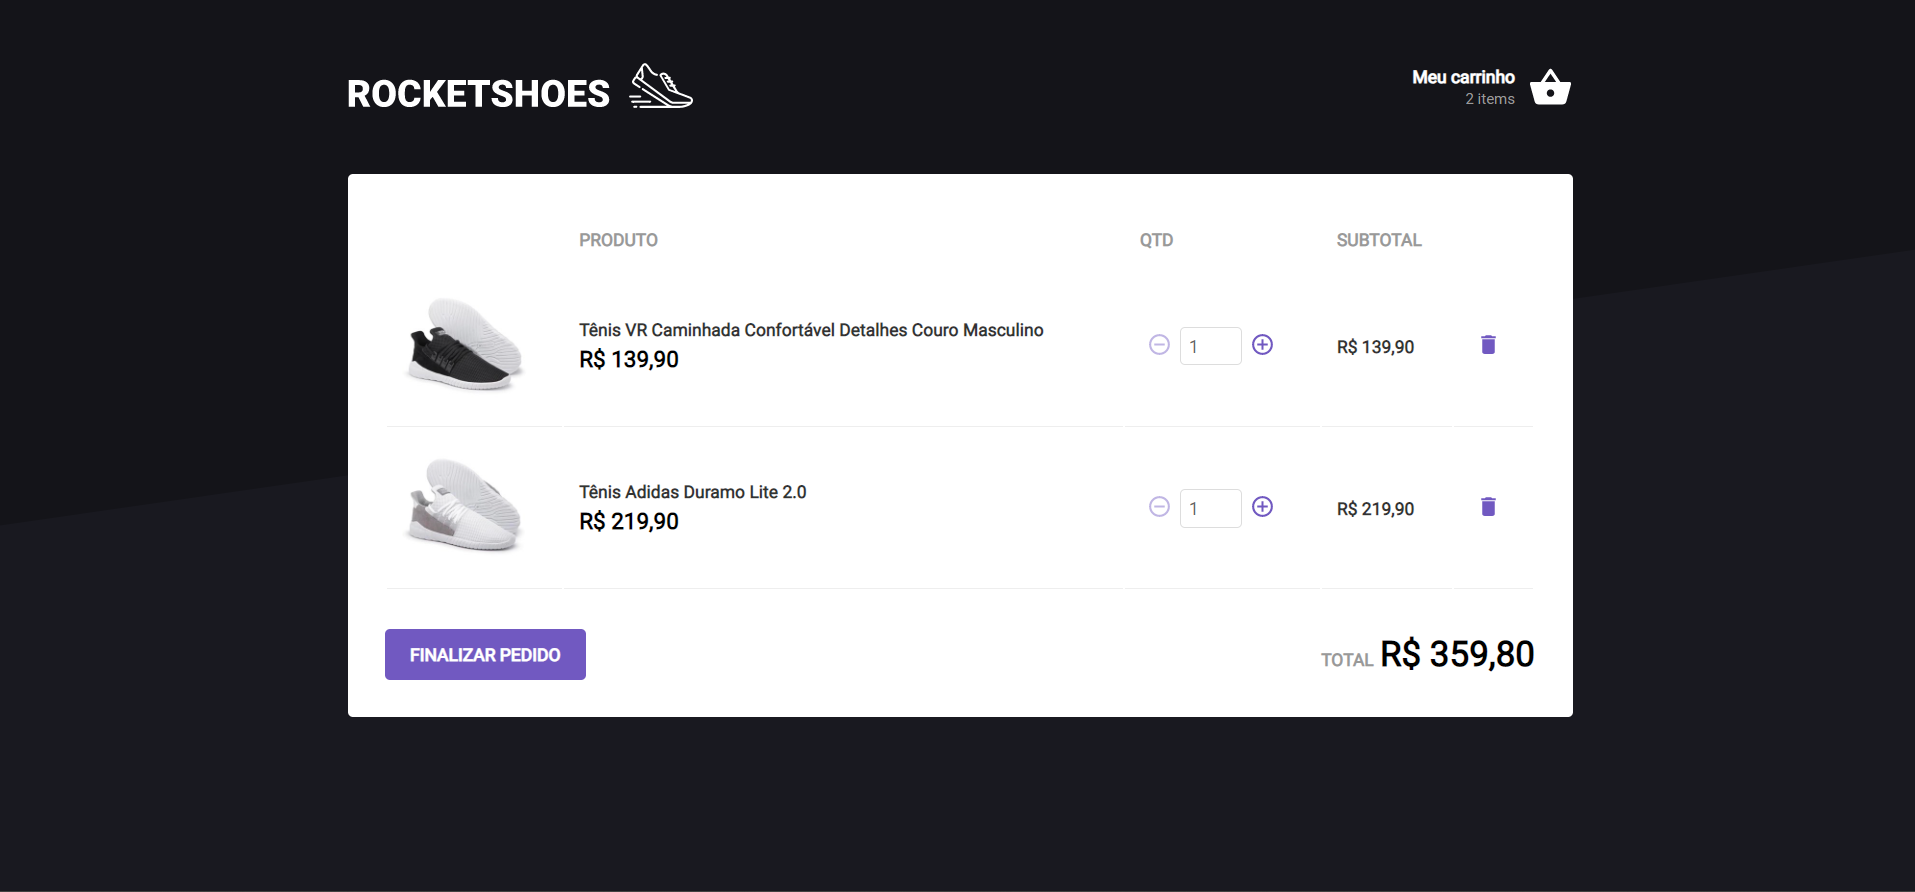 ROCKETSHOES
Meu carrinho
2 items
PRODUTO QTD SUBTOTAL
Tênis VR Caminhada Confortável Detalhes Couro Masculino
R$ 139,90
1
R$ 139,90
Tênis Adidas Duramo Lite 2.0
R$ 219,90
1
R$ 219,90
FINALIZAR PEDIDO
TOTAL R$ 359,80